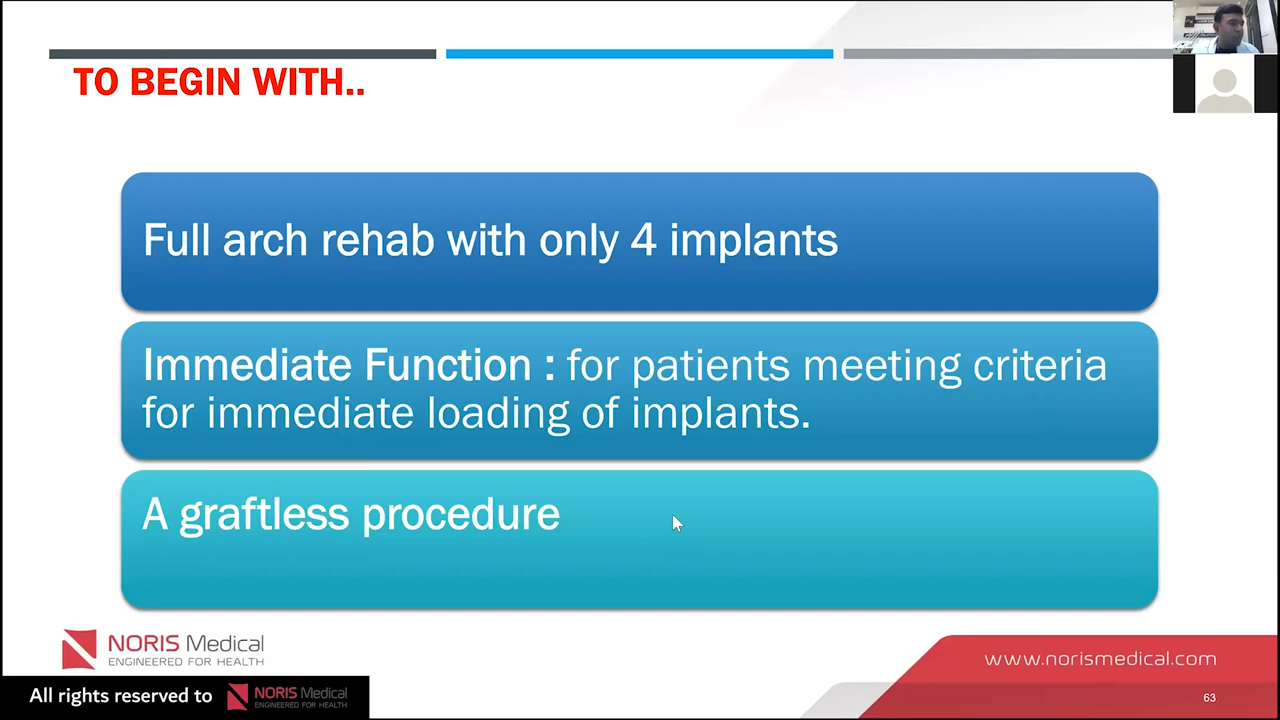 TO BEGIN WITH..
Full arch rehab with only 4 implants
Immediate Function : for patients meeting criteria
for immediate loading of implants.
A graftless procedure
NORIS Medical
ENGINEERED FOR HEALTH
www.norismedical.com
All rights reserved to
NORIS Medical
ENGINEERED FOR HEALTH
63